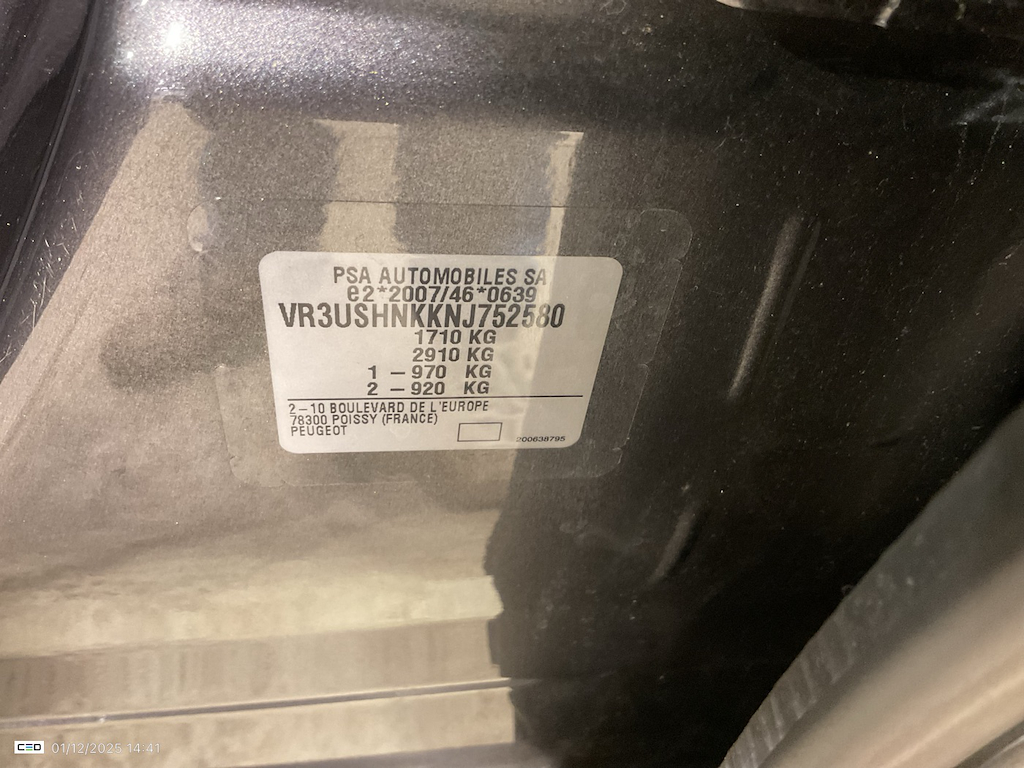 PSA AUTOMOBILES SA
e2*2007/46*0639
VR3USHNKKNJ752580
1710 KG
2910 KG
1 – 970 KG
2 – 920 KG
2–10 BOULEVARD DE L'EUROPE
78300 POISSY (FRANCE)
PEUGEOT
200638795
CEO 01/12/2025 14:41